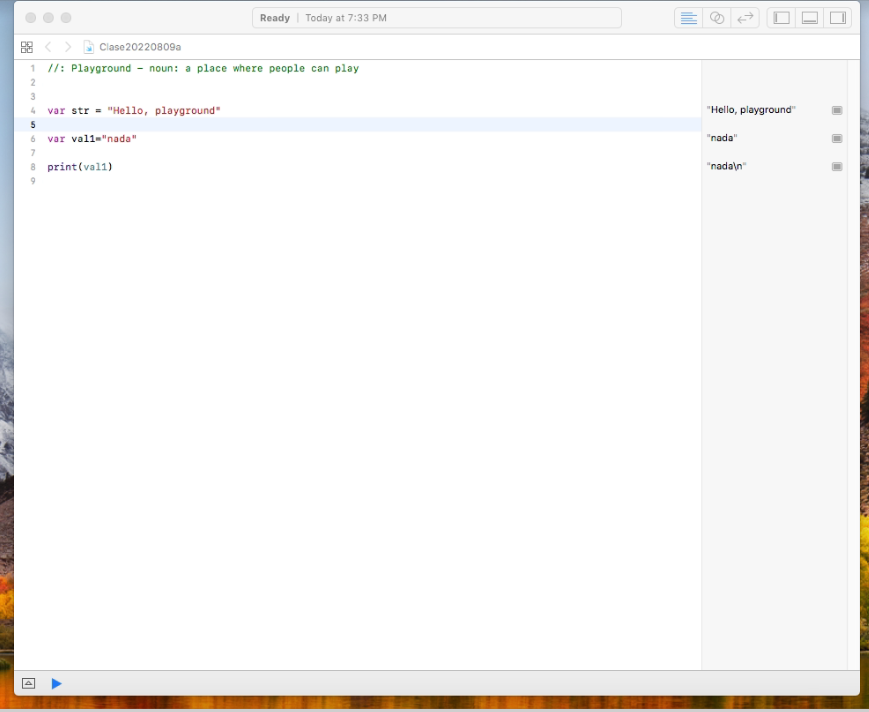 Ready | Today at 7:33 PM
Clase20220809a
1 //: Playground – noun: a place where people can play
2
3
4 var str = "Hello, playground" "Hello, playground"
5
6 var val1="nada" "nada"
7
8 print(val1) "nada\n"
9